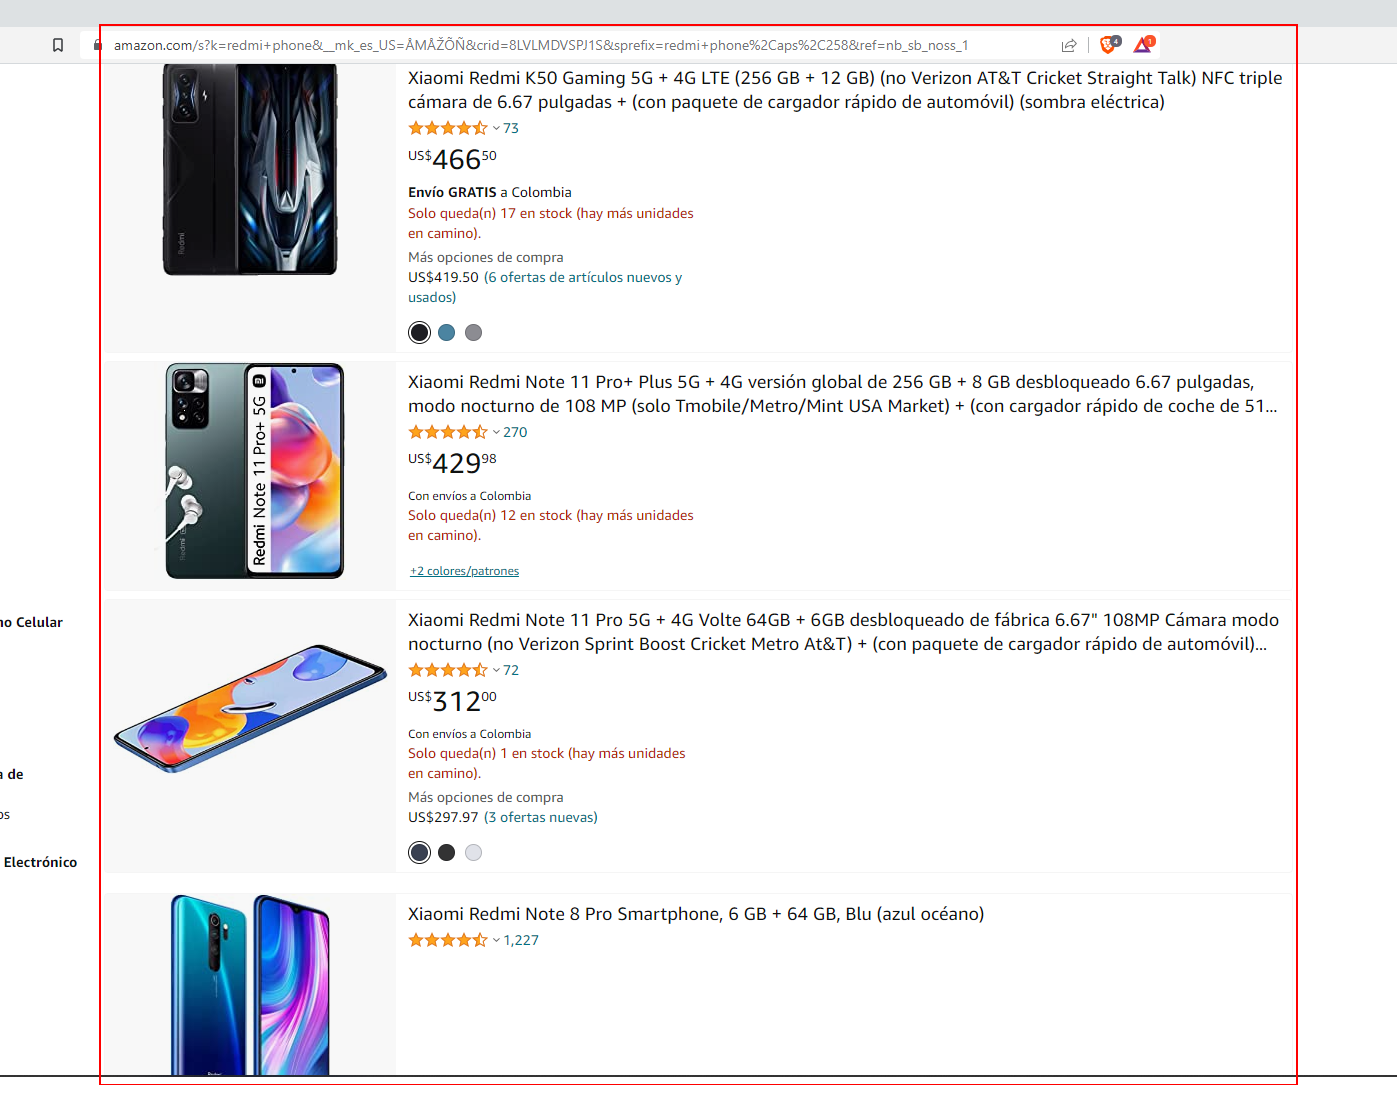 amazon.com/s?k=redmi+phone&__mk_es_US=ÅMÅŽÕÑ&crid=8LVLMDVSPJ1S&sprefix=redmi+phone%2Caps%2C258&ref=nb_sb_noss_1
4
1
Xiaomi Redmi K50 Gaming 5G + 4G LTE (256 GB + 12 GB) (no Verizon AT&T Cricket Straight Talk) NFC triple
cámara de 6.67 pulgadas + (con paquete de cargador rápido de automóvil) (sombra eléctrica)
73
US$466.50
Envío GRATIS a Colombia
Solo queda(n) 17 en stock (hay más unidades
en camino).
Más opciones de compra
US$419.50 (6 ofertas de artículos nuevos y
usados)
Redmi
Xiaomi Redmi Note 11 Pro+ Plus 5G + 4G versión global de 256 GB + 8 GB desbloqueado 6.67 pulgadas,
modo nocturno de 108 MP (solo Tmobile/Metro/Mint USA Market) + (con cargador rápido de coche de 51...
270
US$429.98
Con envíos a Colombia
Solo queda(n) 12 en stock (hay más unidades
en camino).
+2 colores/patrones
Redmi Note 11 Pro+ 5G
Redmi
no Celular
Xiaomi Redmi Note 11 Pro 5G + 4G Volte 64GB + 6GB desbloqueado de fábrica 6.67" 108MP Cámara modo
nocturno (no Verizon Sprint Boost Cricket Metro At&T) + (con paquete de cargador rápido de automóvil)...
72
US$312.00
Con envíos a Colombia
Solo queda(n) 1 en stock (hay más unidades
en camino).
Más opciones de compra
US$297.97 (3 ofertas nuevas)
a de
os
Electrónico
Xiaomi Redmi Note 8 Pro Smartphone, 6 GB + 64 GB, Blu (azul océano)
1,227